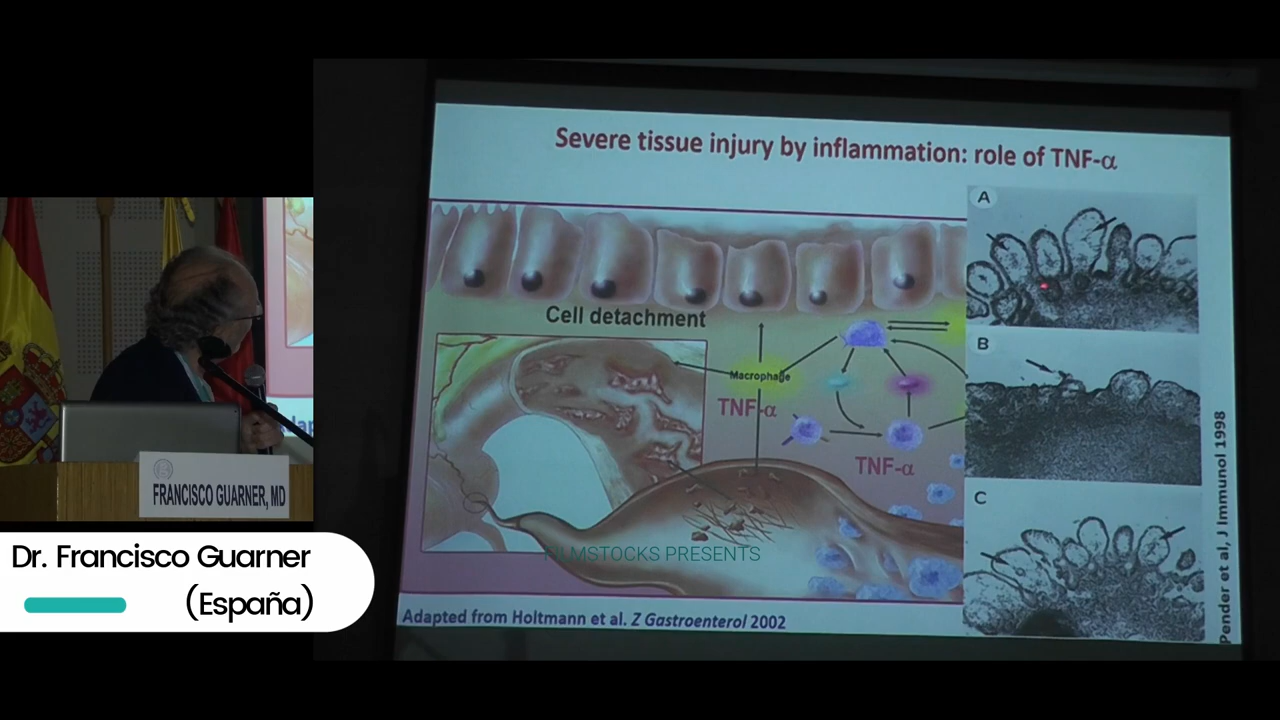 Severe tissue injury by inflammation: role of TNF-α
A
Cell detachment
Macrophage
TNF-α
TNF-α
B
C
Pender et al, J Immunol 1998
FILMSTOCKS PRESENTS
Adapted from Holtmann et al. Z Gastroenterol 2002
FRANCISCO GUARNER, MD
Dr. Francisco Guarner
(España)